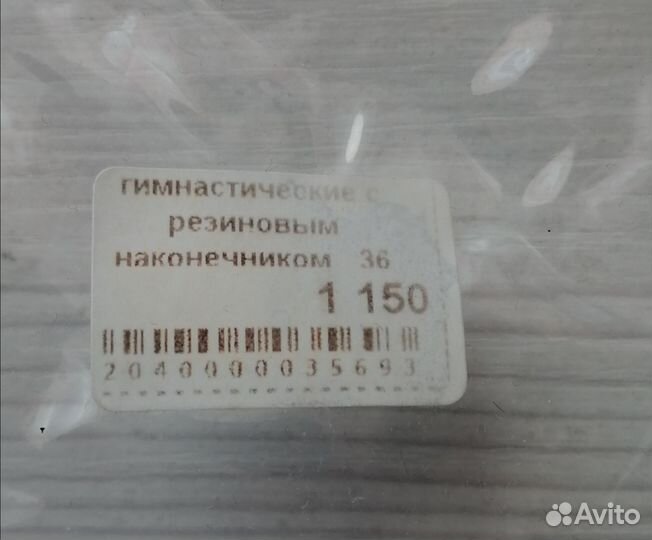 гимнастические с
резиновым
наконечником 36
1 150
2040000035693
Avito